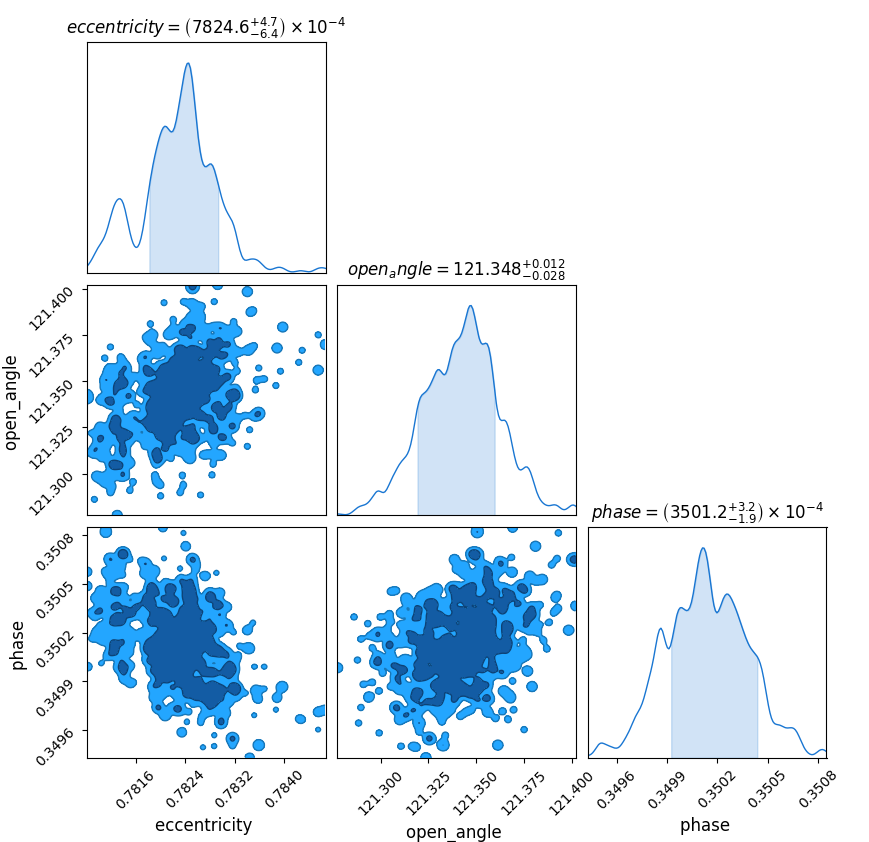 eccentricity = (7824.6^{+4.7}_{-6.4}) × 10^{-4}
open_angle = 121.348^{+0.012}_{-0.028}
121.400
121.375
121.350
121.325
121.300
open_angle
phase = (3501.2^{+3.2}_{-1.9}) × 10^{-4}
0.3508
0.3505
0.3502
0.3499
0.3496
phase
0.7816 0.7824 0.7832 0.7840
121.300 121.325 121.350 121.375 121.400
0.3496 0.3499 0.3502 0.3505 0.3508
eccentricity
open_angle
phase